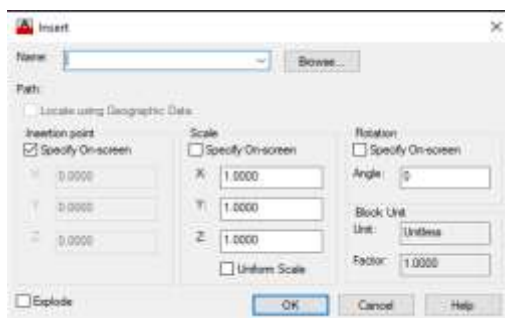 Insert
Name:
Browse...
Path:
Locate using Geographic Data
Insertion point
Specify On-screen
X: 0.0000
Y: 0.0000
Z: 0.0000
Scale
Specify On-screen
X: 1.0000
Y: 1.0000
Z: 1.0000
Uniform Scale
Rotation
Specify On-screen
Angle: 0
Block Unit
Unit: Unitless
Factor: 1.0000
Explode
OK
Cancel
Help